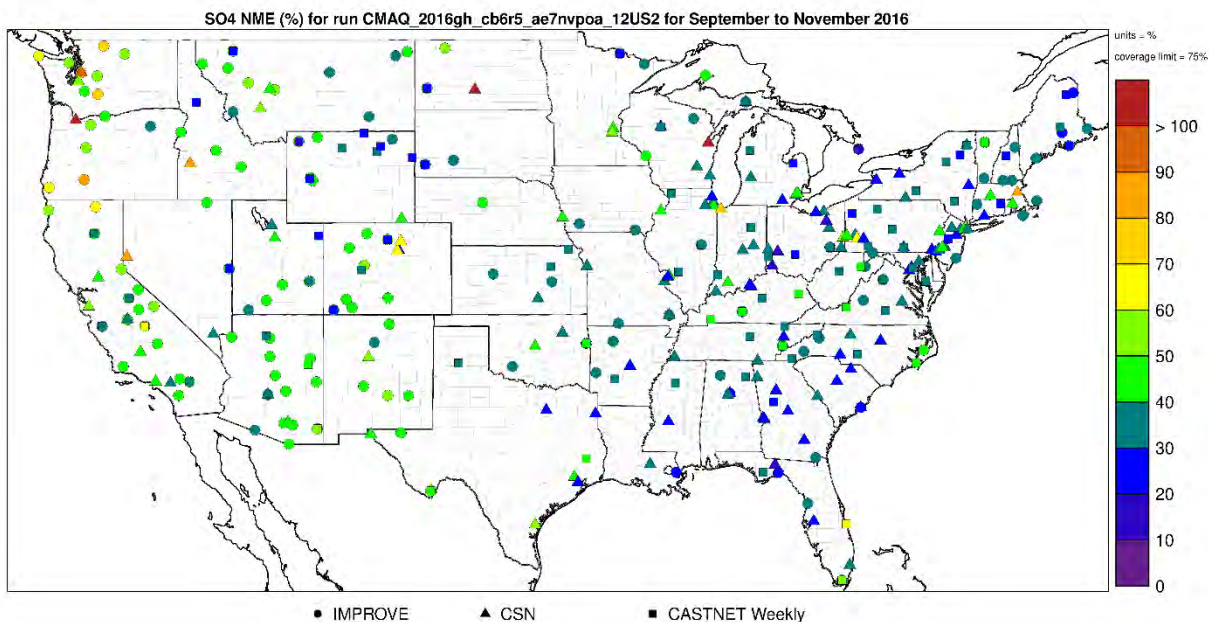 SO4 NME (%) for run CMAQ_2016gh_cb6r5_ae7nvpoa_12US2 for September to November 2016
units = %
coverage limit = 75%
> 100
90
80
70
60
50
40
30
20
10
0
IMPROVE
CSN
CASTNET Weekly